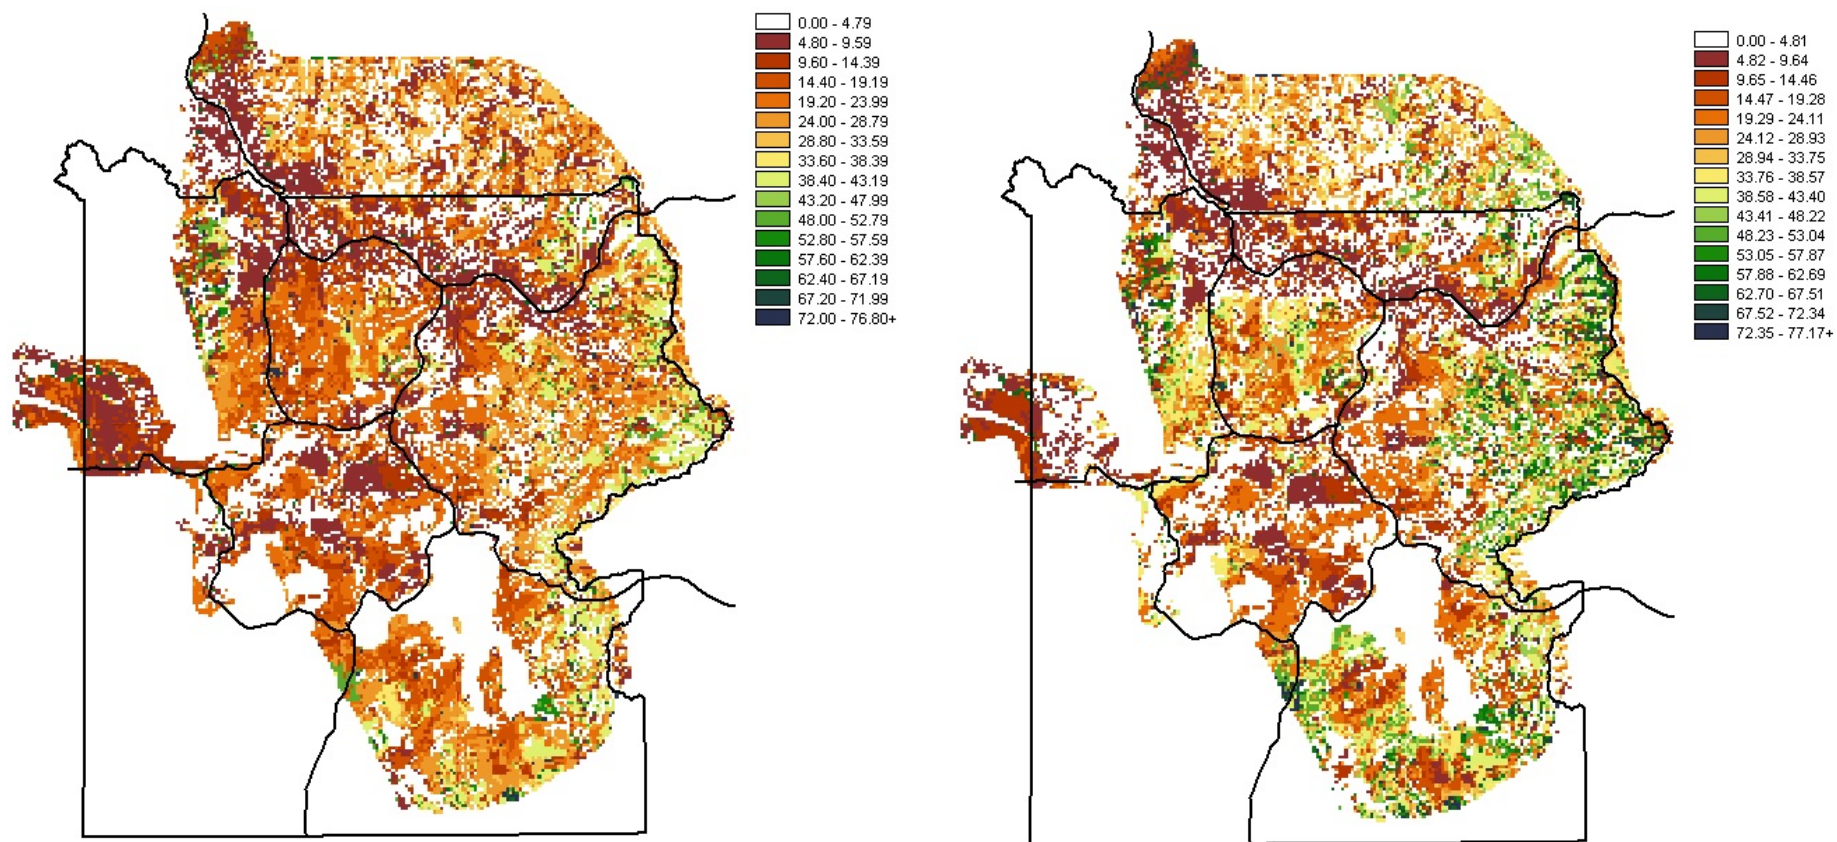 0.00 - 4.79
4.80 - 9.59
9.60 - 14.39
14.40 - 19.19
19.20 - 23.99
24.00 - 28.79
28.80 - 33.59
33.60 - 38.39
38.40 - 43.19
43.20 - 47.99
48.00 - 52.79
52.80 - 57.59
57.60 - 62.39
62.40 - 67.19
67.20 - 71.99
72.00 - 76.80+
0.00 - 4.81
4.82 - 9.64
9.65 - 14.46
14.47 - 19.28
19.29 - 24.11
24.12 - 28.93
28.94 - 33.75
33.76 - 38.57
38.58 - 43.40
43.41 - 48.22
48.23 - 53.04
53.05 - 57.87
57.88 - 62.69
62.70 - 67.51
67.52 - 72.34
72.35 - 77.17+